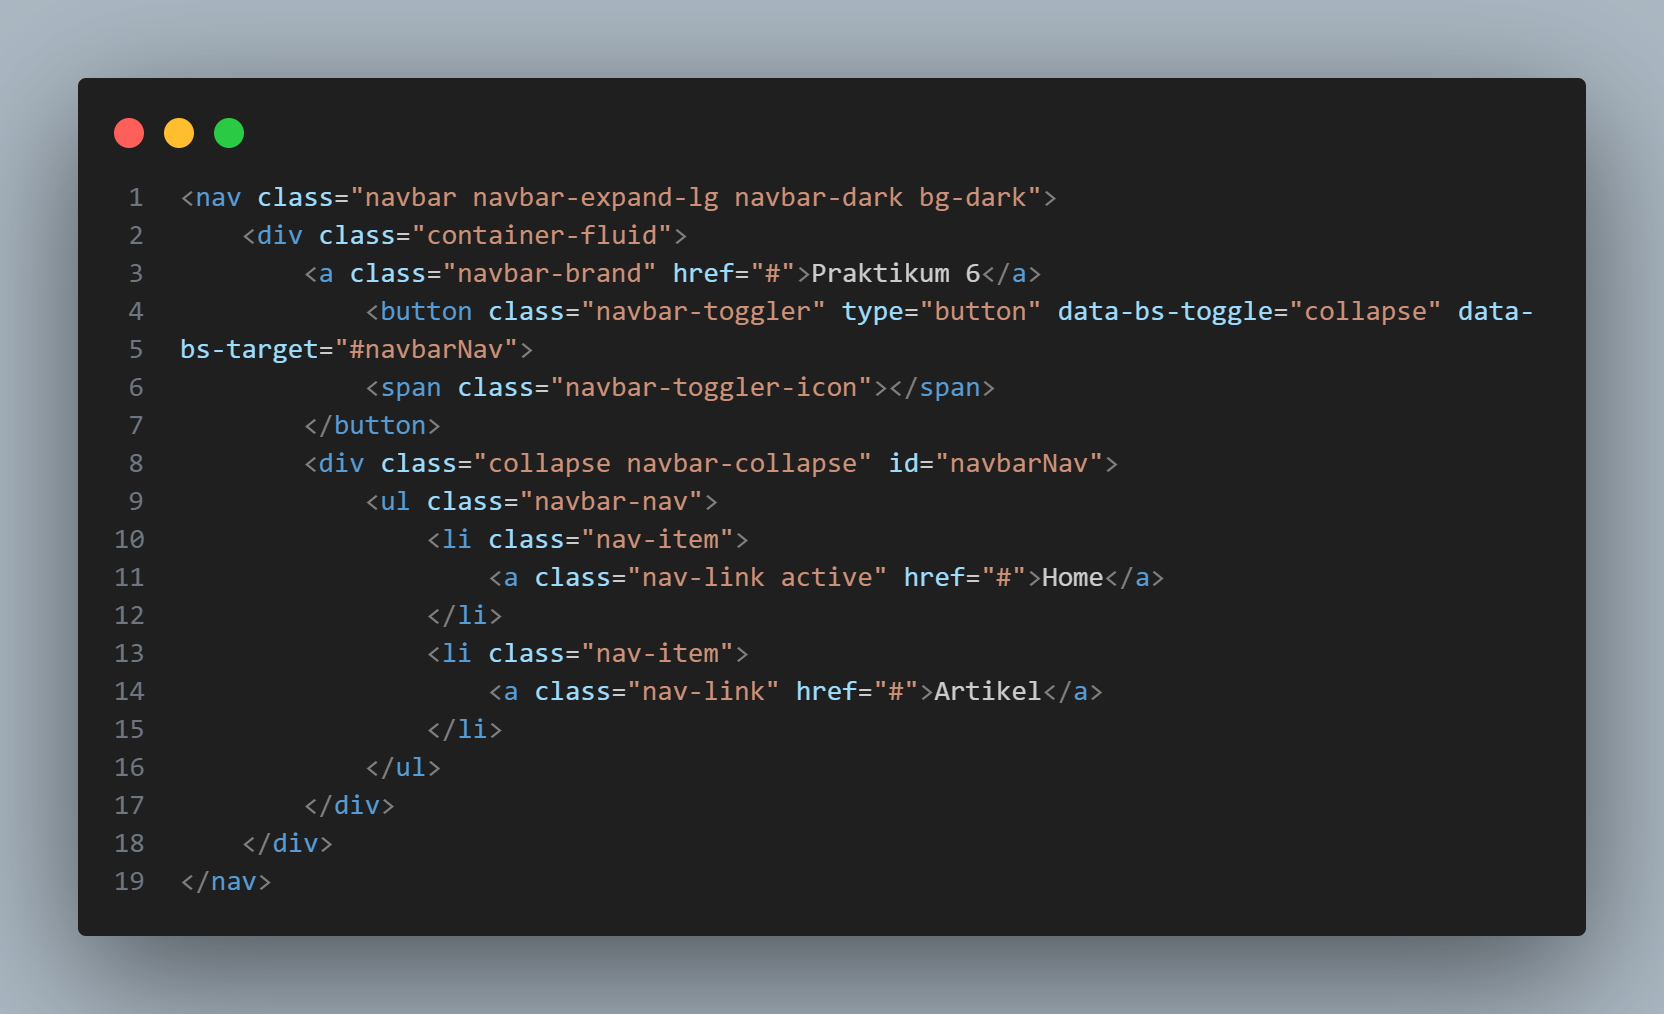 1 <nav class="navbar navbar-expand-lg navbar-dark bg-dark">
2     <div class="container-fluid">
3         <a class="navbar-brand" href="#">Praktikum 6</a>
4             <button class="navbar-toggler" type="button" data-bs-toggle="collapse" data-
5 bs-target="#navbarNav">
6             <span class="navbar-toggler-icon"></span>
7         </button>
8         <div class="collapse navbar-collapse" id="navbarNav">
9             <ul class="navbar-nav">
10                 <li class="nav-item">
11                     <a class="nav-link active" href="#">Home</a>
12                 </li>
13                 <li class="nav-item">
14                     <a class="nav-link" href="#">Artikel</a>
15                 </li>
16             </ul>
17         </div>
18     </div>
19 </nav>